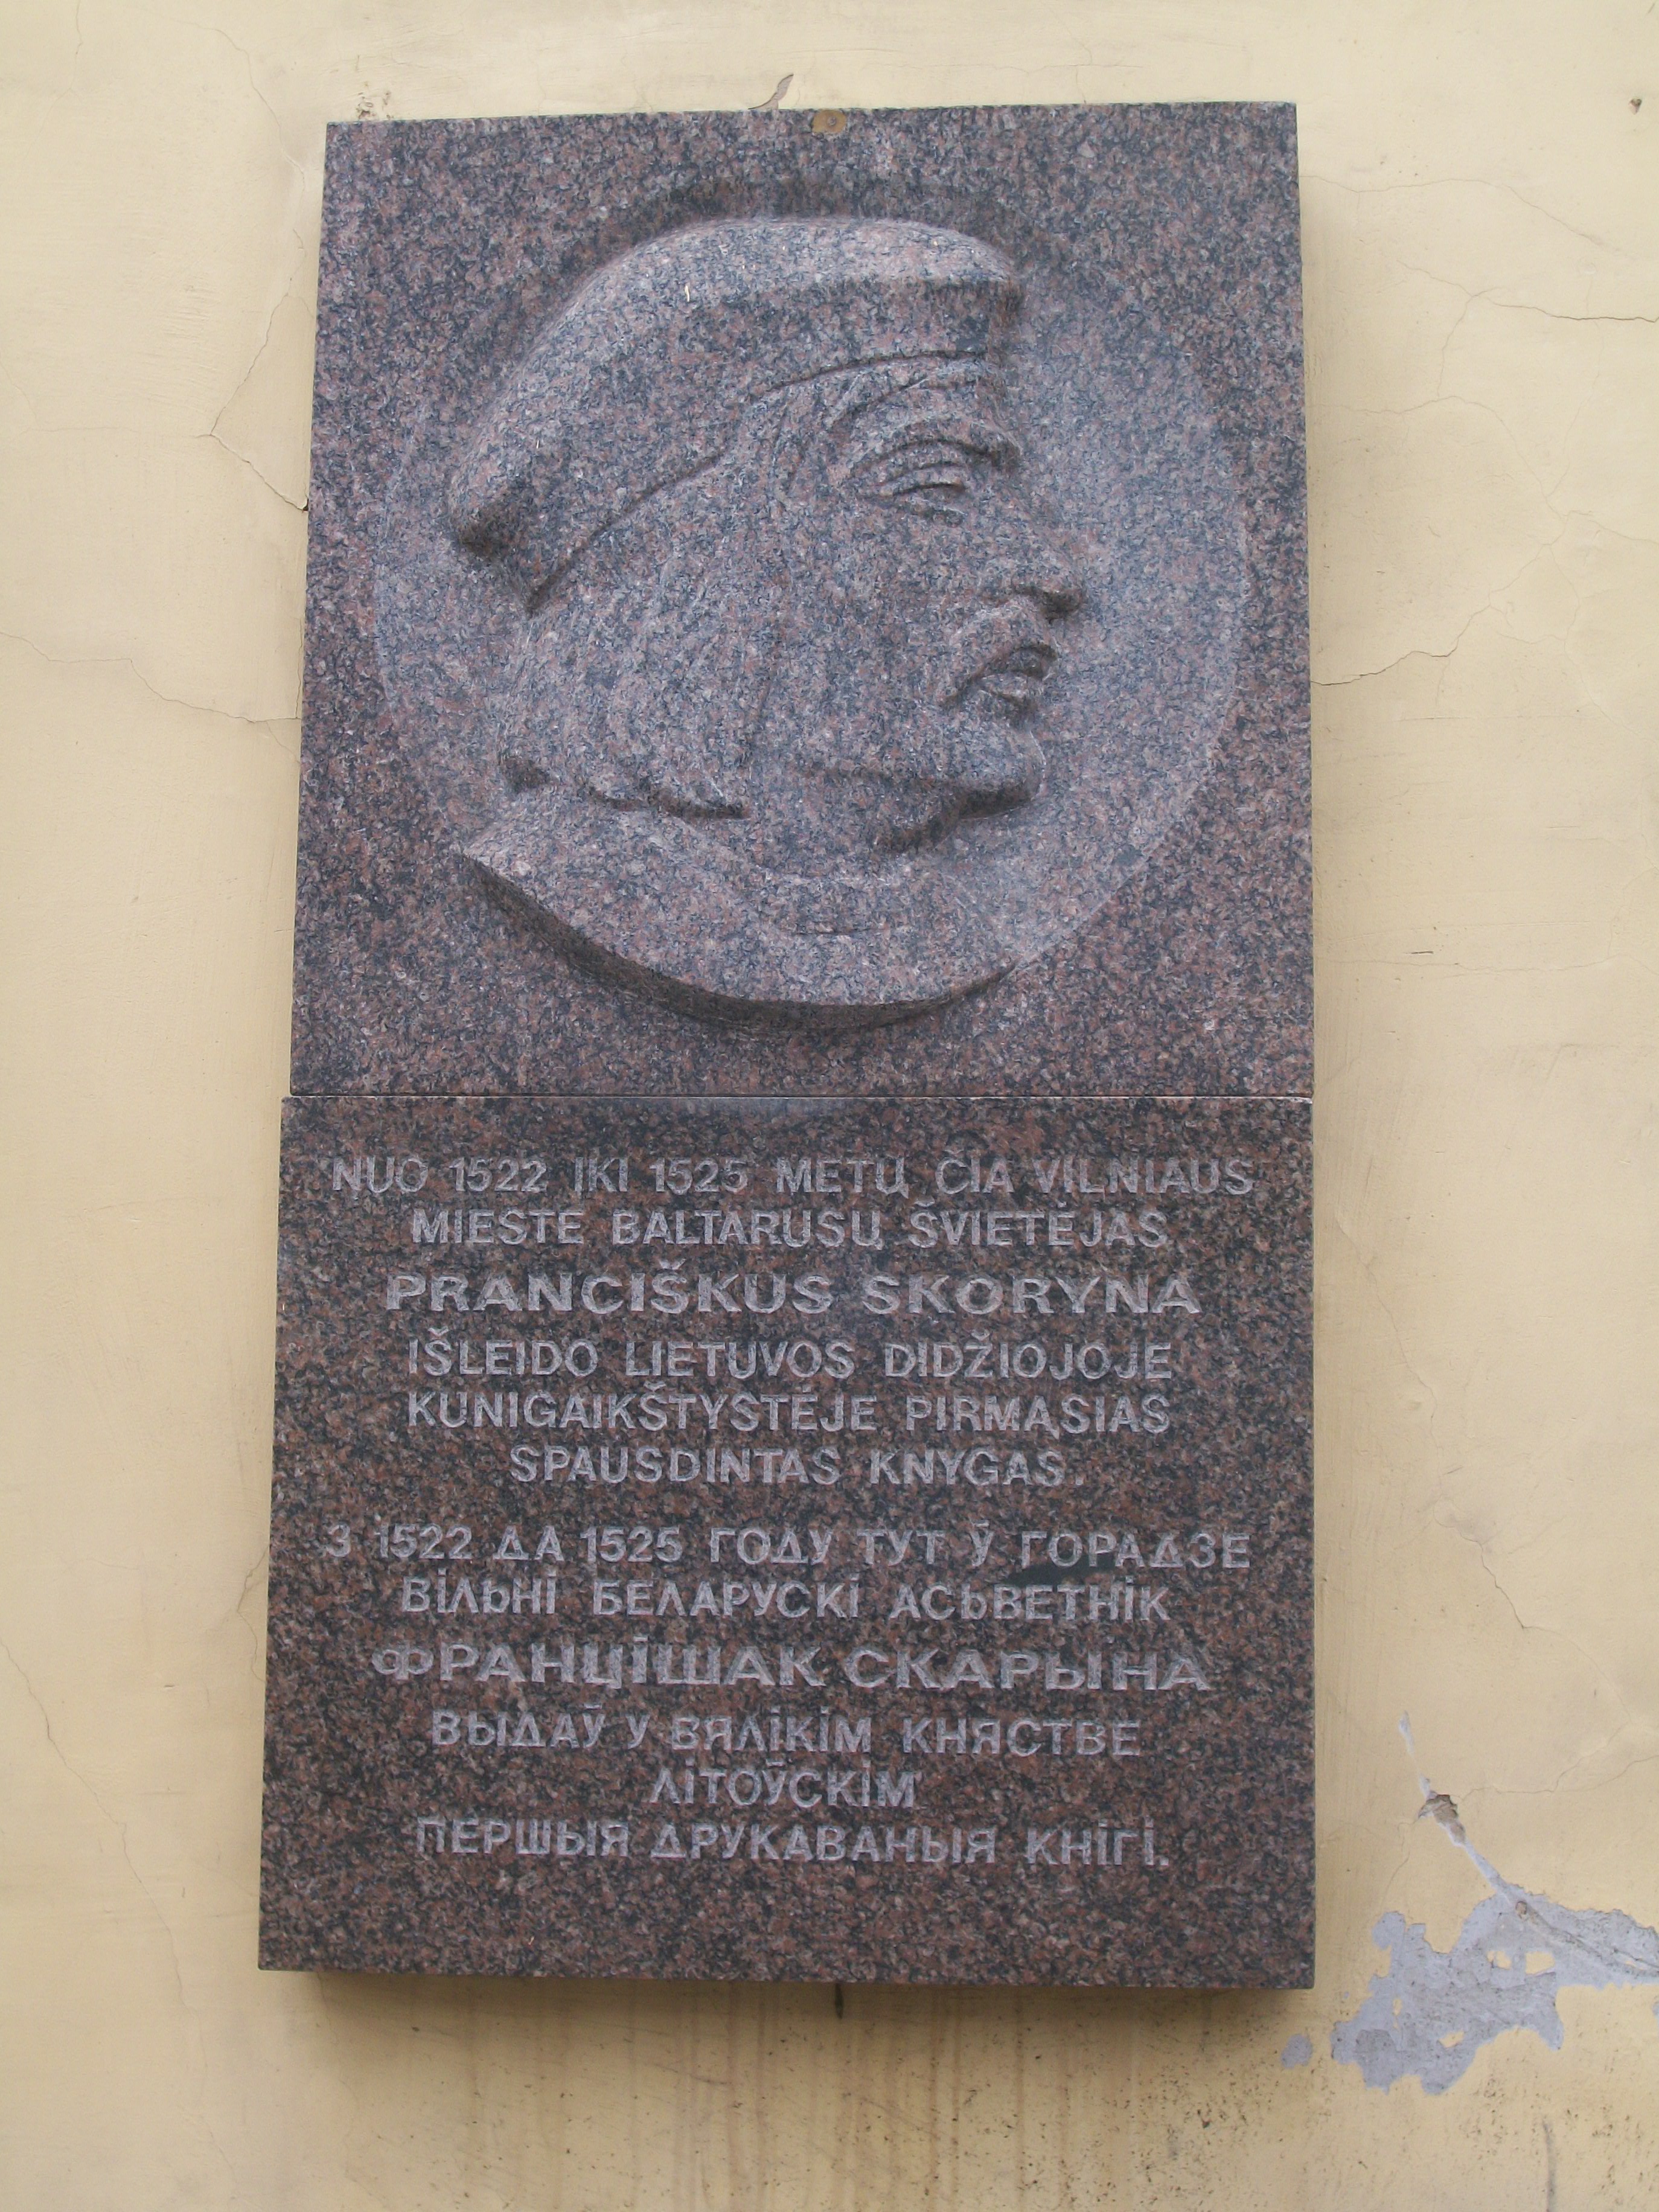 NUO 1522 IKI 1525 METŲ ČIA VILNIAUS
MIESTE BALTARUSŲ ŠVIETĖJAS
PRANCIŠKUS SKORYNA
IŠLEIDO LIETUVOS DIDŽIOJOJE
KUNIGAIKŠTYSTĖJE PIRMĄSIAS
SPAUSDINTAS KNYGAS.
З 1522 ДА 1525 ГОДУ ТУТ Ў ГОРАДЗЕ
ВІЛЬНІ БЕЛАРУСКІ АСЬВЕТНІК
ФРАНЦІШАК СКАРЫНА
ВЫДАЎ У ВЯЛІКІМ КНЯСТВЕ
ЛІТОЎСКІМ
ПЕРШЫЯ ДРУКАВАНЫЯ КНІГІ.